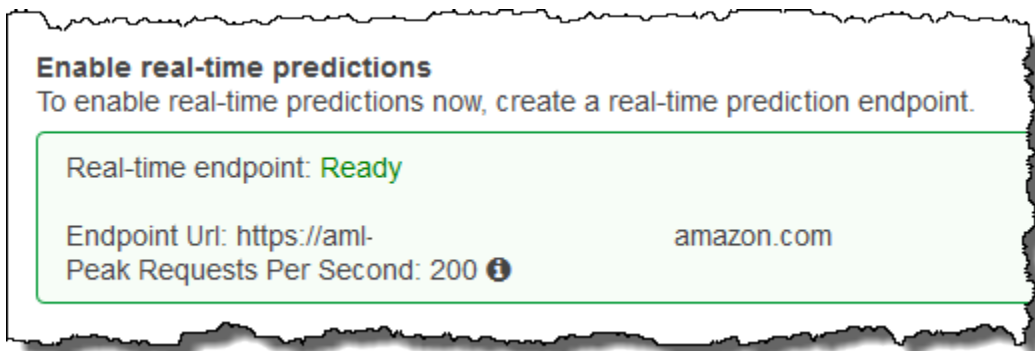 Enable real-time predictions
To enable real-time predictions now, create a real-time prediction endpoint.
Real-time endpoint: Ready
Endpoint Url: https://aml- amazon.com
Peak Requests Per Second: 200